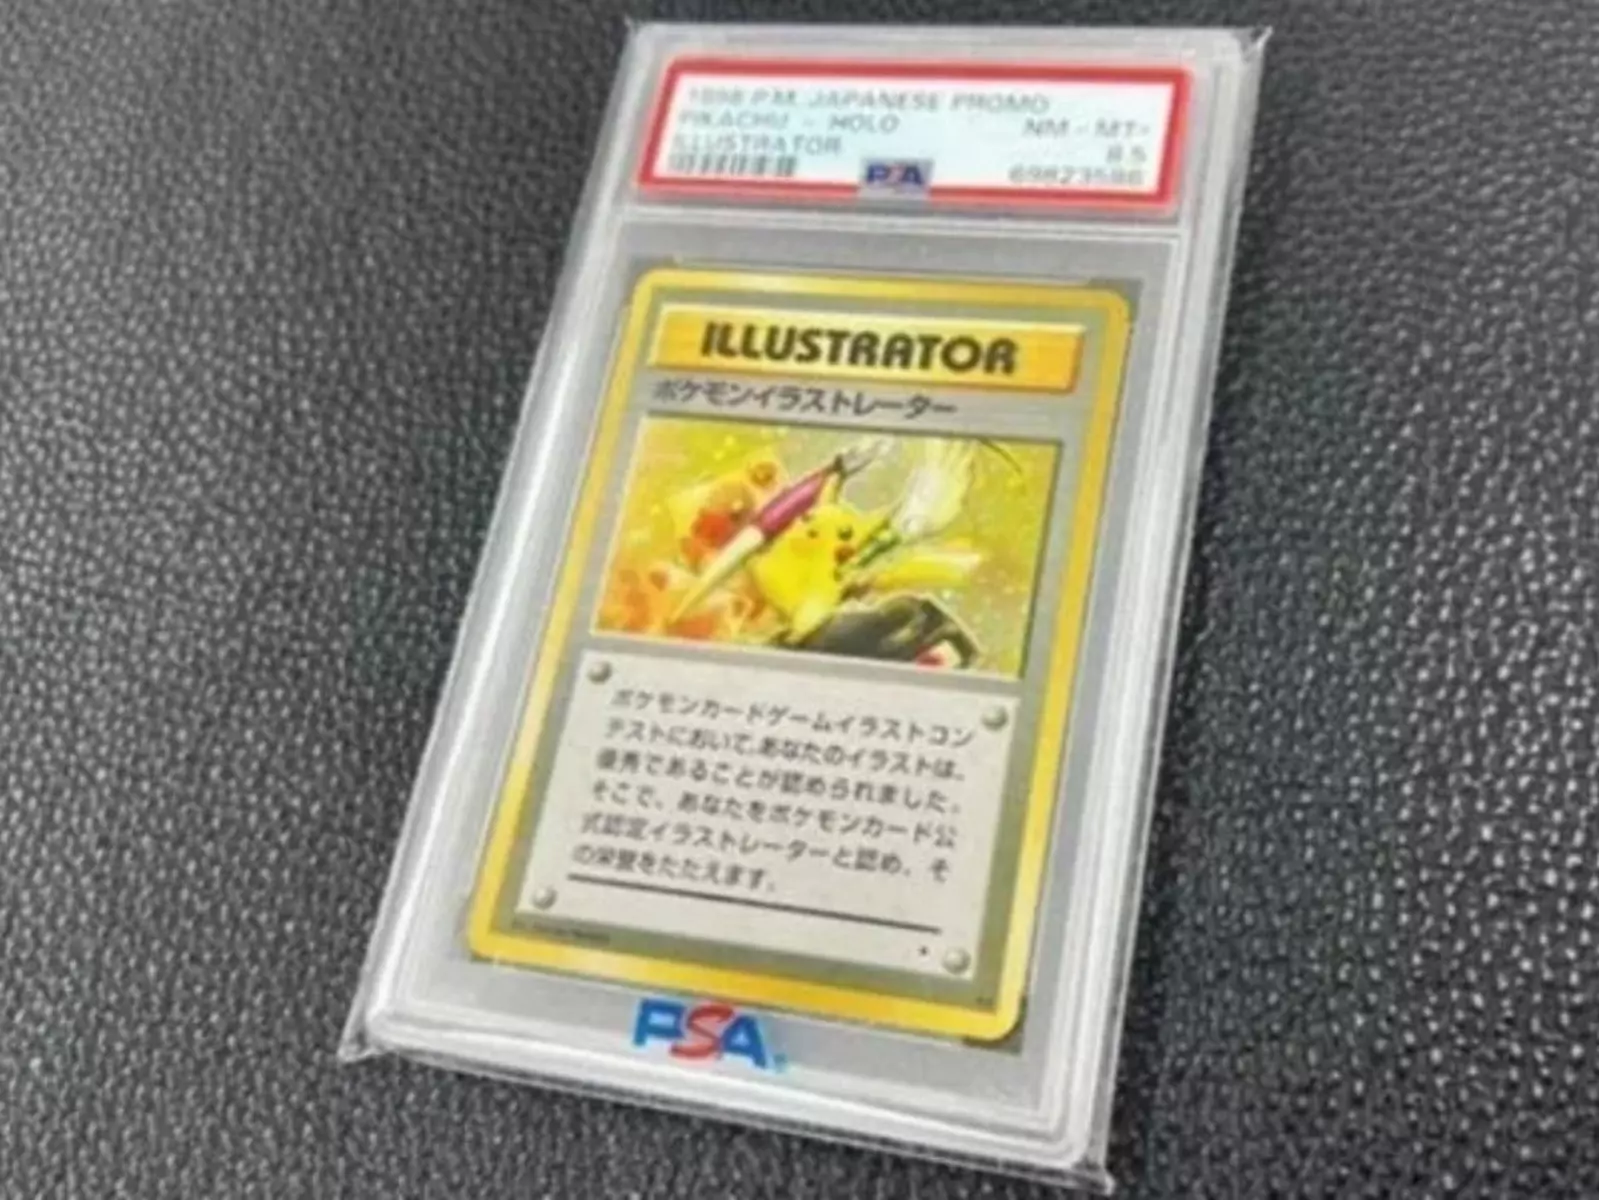 1998 P.M. JAPANESE PROMO
PIKACHU - HOLO NM - MT+
ILLUSTRATOR 8.5
PSA 69823586
ILLUSTRATOR
ポケモンイラストレーター
ポケモンカードゲームイラストコン
テストにおいて、あなたのイラストは、
優秀であることが認められました。
そこで、あなたをポケモンカード公
式認定イラストレーターと認め、そ
の栄誉をたたえます。
PSA